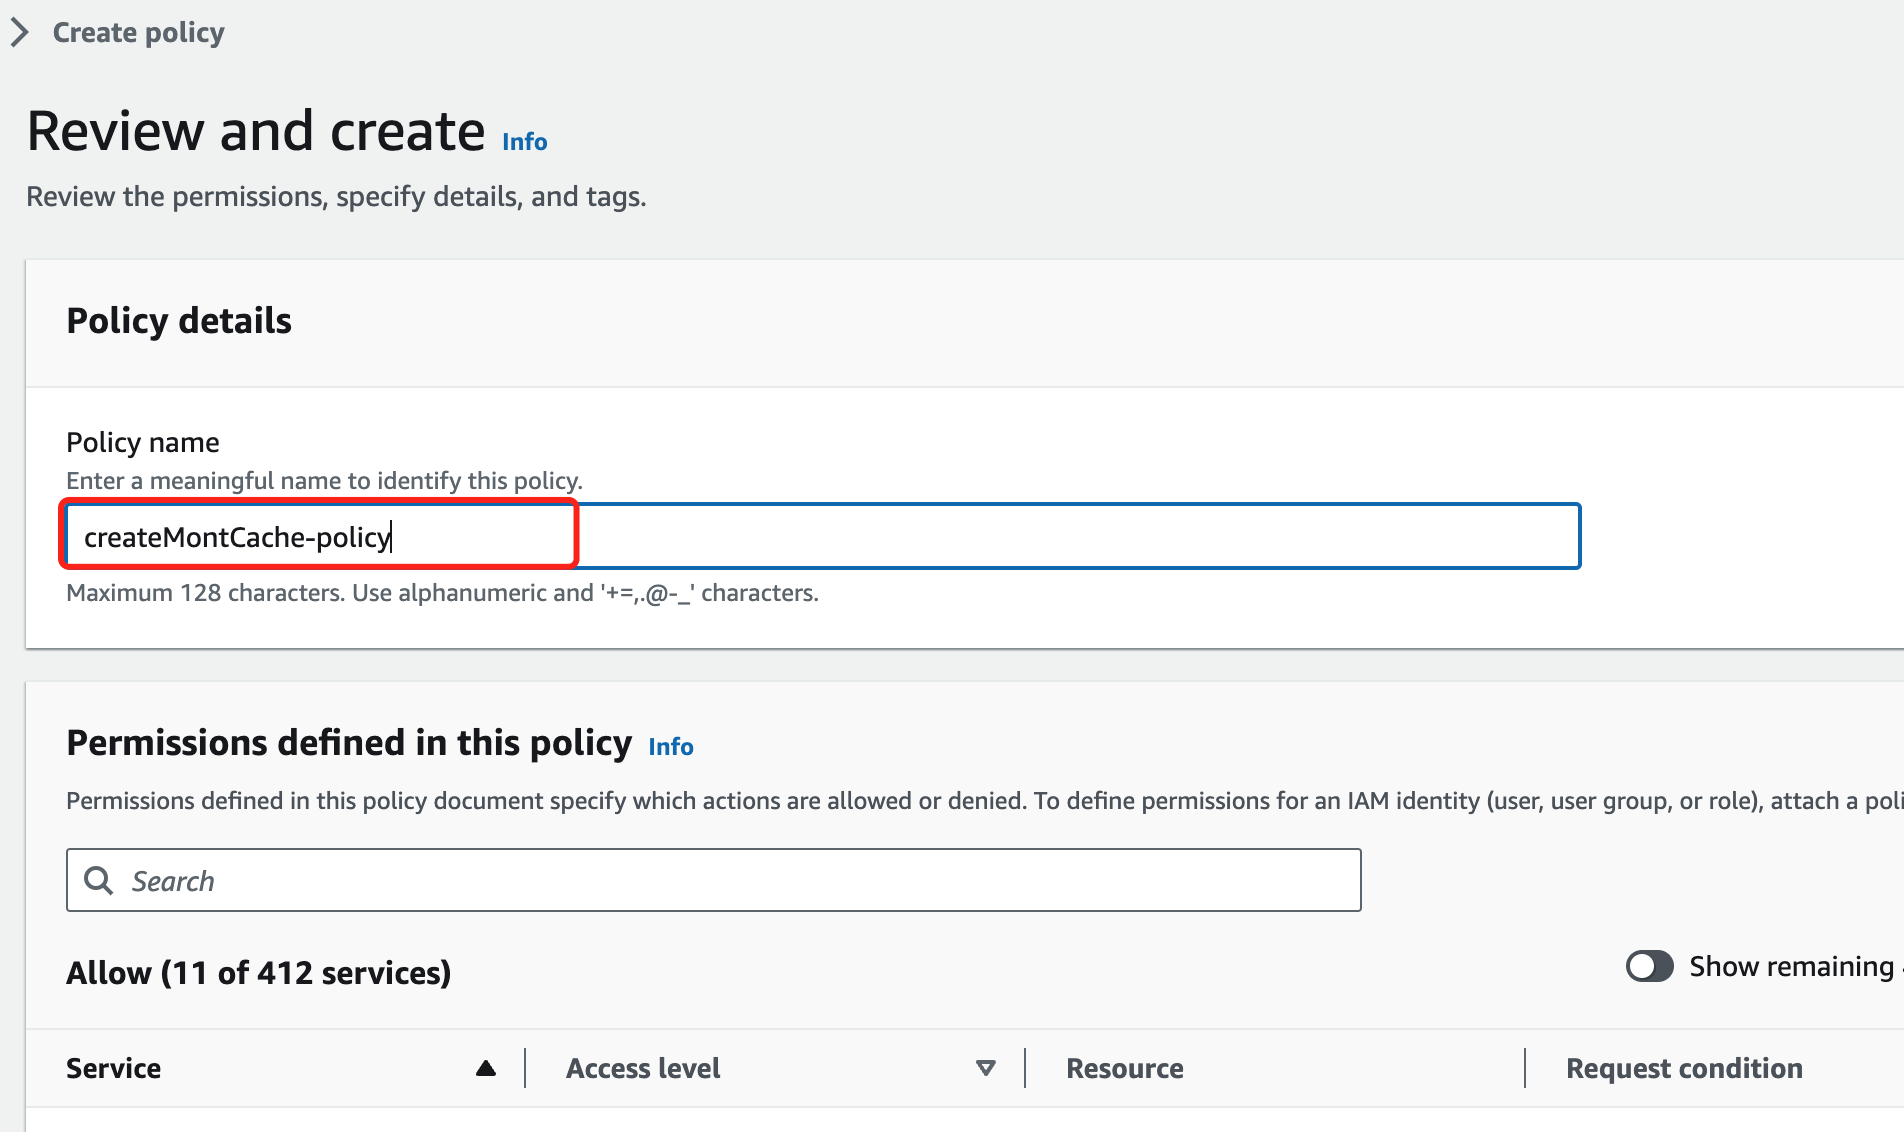 Create policy
Review and create Info
Review the permissions, specify details, and tags.
Policy details
Policy name
Enter a meaningful name to identify this policy.
createMontCache-policy
Maximum 128 characters. Use alphanumeric and '+=,.@-_' characters.
Permissions defined in this policy Info
Permissions defined in this policy document specify which actions are allowed or denied. To define permissions for an IAM identity (user, user group, or role), attach a poli
Search
Allow (11 of 412 services)
Show remaining
Service Access level Resource Request condition